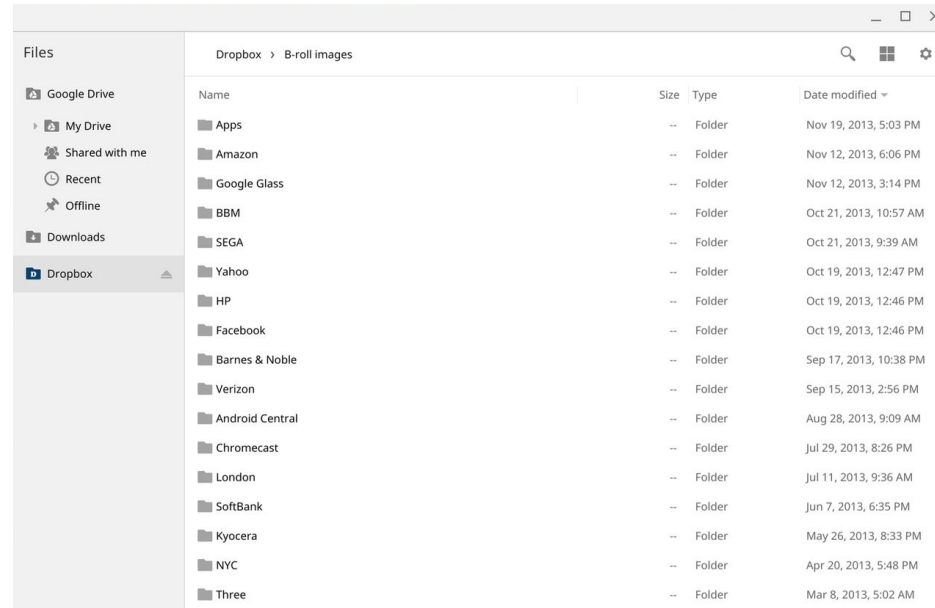 Files
Google Drive
My Drive
Shared with me
Recent
Offline
Downloads
Dropbox
Dropbox > B-roll images
Name Size Type Date modified
Apps -- Folder Nov 19, 2013, 5:03 PM
Amazon -- Folder Nov 12, 2013, 6:06 PM
Google Glass -- Folder Nov 12, 2013, 3:14 PM
BBM -- Folder Oct 21, 2013, 10:57 AM
SEGA -- Folder Oct 21, 2013, 9:39 AM
Yahoo -- Folder Oct 19, 2013, 12:47 PM
HP -- Folder Oct 19, 2013, 12:46 PM
Facebook -- Folder Oct 19, 2013, 12:46 PM
Barnes & Noble -- Folder Sep 17, 2013, 10:38 PM
Verizon -- Folder Sep 15, 2013, 2:56 PM
Android Central -- Folder Aug 28, 2013, 9:09 AM
Chromecast -- Folder Jul 29, 2013, 8:26 PM
London -- Folder Jul 11, 2013, 9:36 AM
SoftBank -- Folder Jun 7, 2013, 6:35 PM
Kyocera -- Folder May 26, 2013, 8:33 PM
NYC -- Folder Apr 20, 2013, 5:48 PM
Three -- Folder Mar 8, 2013, 5:02 AM